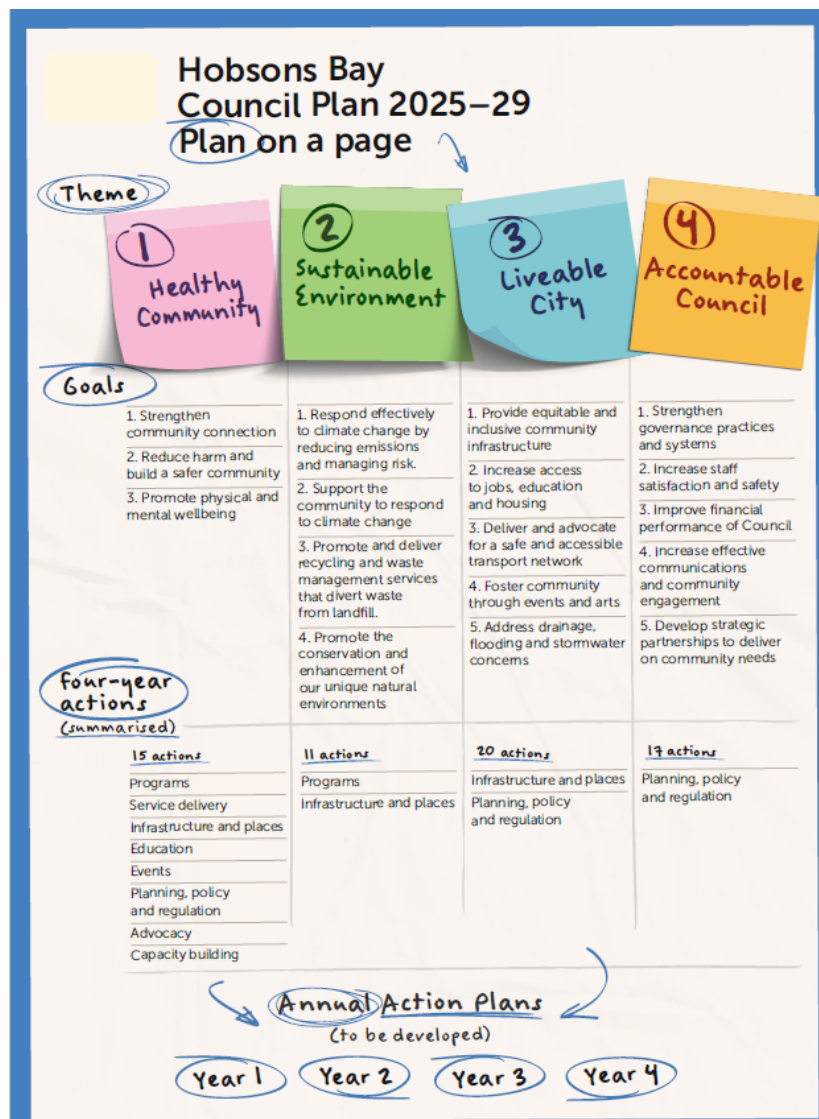 Hobsons Bay
Council Plan 2025–29
Plan on a page
Theme
1
Healthy
Community
2
Sustainable
Environment
3
Liveable
City
4
Accountable
Council
Goals
1. Strengthen
community connection
2. Reduce harm and
build a safer community
3. Promote physical and
mental wellbeing
1. Respond effectively
to climate change by
reducing emissions
and managing risk.
2. Support the
community to respond
to climate change
3. Promote and deliver
recycling and waste
management services
that divert waste
from landfill.
4. Promote the
conservation and
enhancement of
our unique natural
environments
1. Provide equitable and
inclusive community
infrastructure
2. Increase access
to jobs, education
and housing
3. Deliver and advocate
for a safe and accessible
transport network
4. Foster community
through events and arts
5. Address drainage,
flooding and stormwater
concerns
1. Strengthen
governance practices
and systems
2. Increase staff
satisfaction and safety
3. Improve financial
performance of Council
4. Increase effective
communications
and community
engagement
5. Develop strategic
partnerships to deliver
on community needs
four-year
actions
(summarised)
15 actions
Programs
Service delivery
Infrastructure and places
Education
Events
Planning, policy
and regulation
Advocacy
Capacity building
11 actions
Programs
Infrastructure and places
20 actions
Infrastructure and places
Planning, policy
and regulation
17 actions
Planning, policy
and regulation
Annual Action Plans
(to be developed)
Year 1
Year 2
Year 3
Year 4